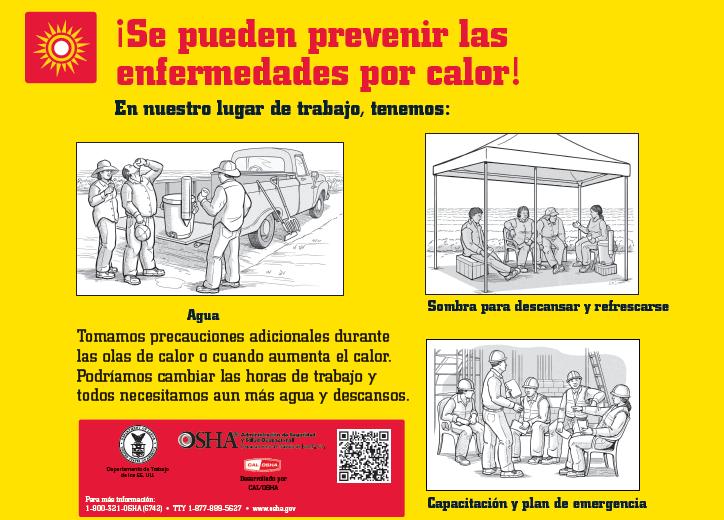 ¡Se pueden prevenir las
enfermedades por calor!
En nuestro lugar de trabajo, tenemos:
Agua
Sombra para descansar y refrescarse
Tomamos precauciones adicionales durante
las olas de calor o cuando aumenta el calor.
Podríamos cambiar las horas de trabajo y
todos necesitamos aun más agua y descansos.
Capacitación y plan de emergencia
Departamento de Trabajo
de los EE. UU.
OSHA
Administración de Seguridad
y Salud Ocupacional
CAL OSHA
Desarrollado por
CAL/OSHA
Para más información:
1-800-321-OSHA (6742) • TTY 1-877-889-5627 • www.osha.gov